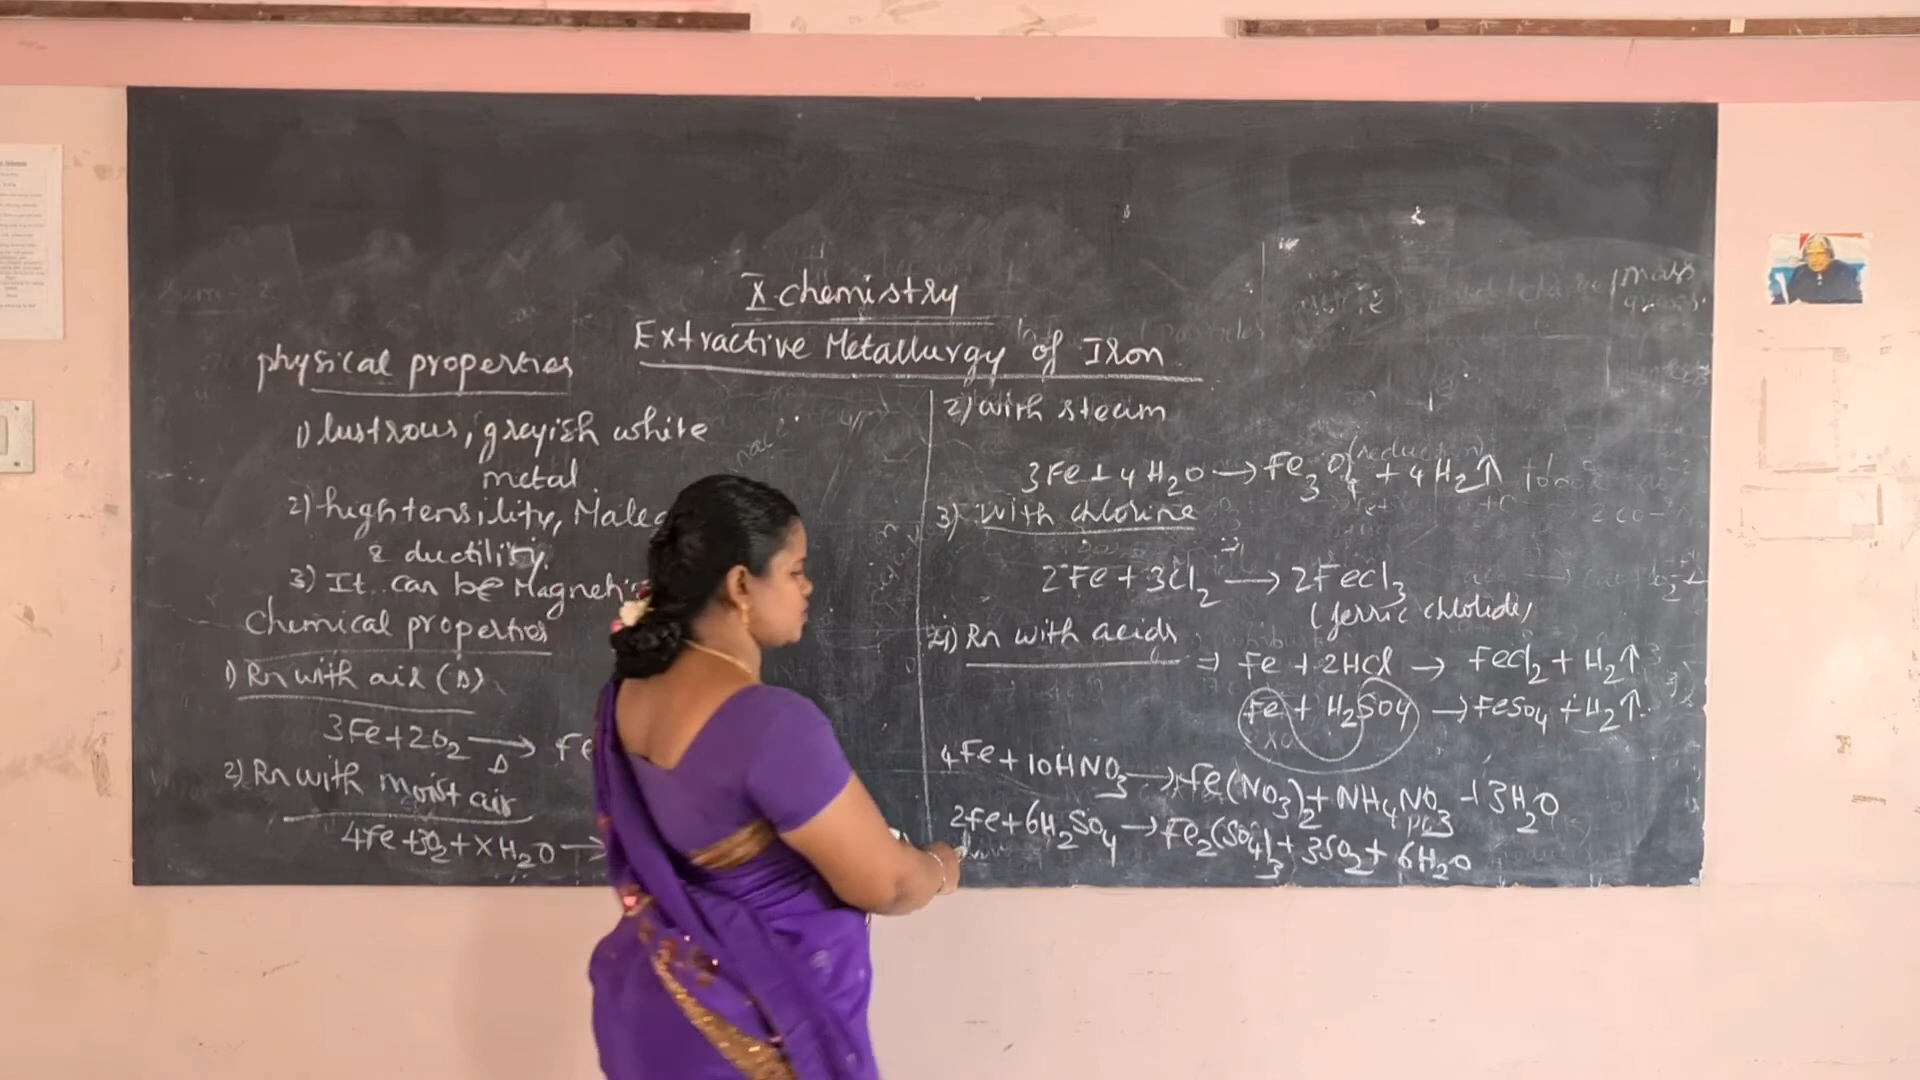 X. chemistry
Extractive Metallurgy of Iron
physical properties
1) lustrous, greyish white
metal
2) high tensility, Mallea
& ductility
3) It can be Magneti
chemical properties
1) Rn with air (Δ)
3Fe + 2O₂ →Δ Fe
2) Rn with moist air
4Fe + 3O₂ + XH₂O →
2) with steam
3Fe + 4H₂O → Fe₃O₄ + 4H₂↑
(reduction)
3) With chlorine
2Fe + 3Cl₂ → 2FeCl₃
(ferric chloride)
4) Rn with acids ⇒ Fe + 2HCl → FeCl₂ + H₂↑
Fe + H₂SO₄ → FeSO₄ + H₂↑
4Fe + 10HNO₃ → 4Fe(NO₃)₂ + NH₄NO₃ + 3H₂O
2Fe + 6H₂SO₄ → Fe₂(SO₄)₃ + 3SO₂ + 6H₂O